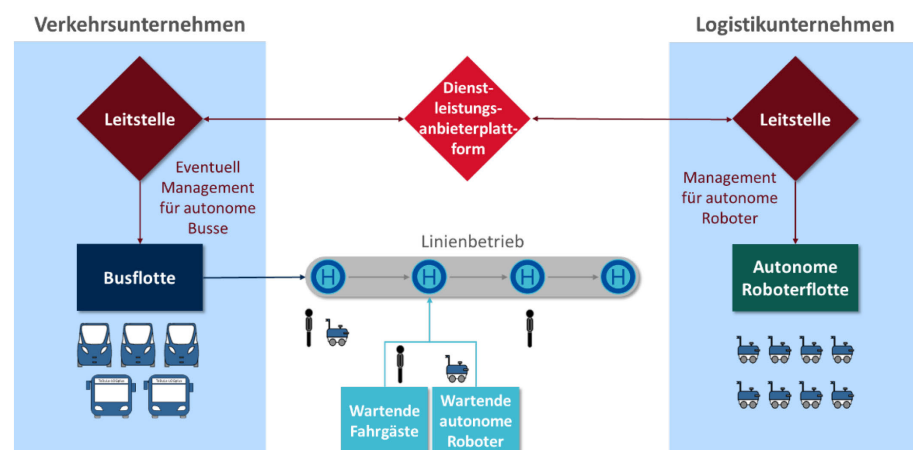 Verkehrsunternehmen
Logistikunternehmen
Leitstelle
Dienst-
leistungs-
anbieterplatt-
form
Leitstelle
Eventuell
Management
für autonome
Busse
Management
für autonome
Roboter
Linienbetrieb
Busflotte
H
H
H
H
Autonome
Roboterflotte
Wartende
Fahrgäste
Wartende
autonome
Roboter